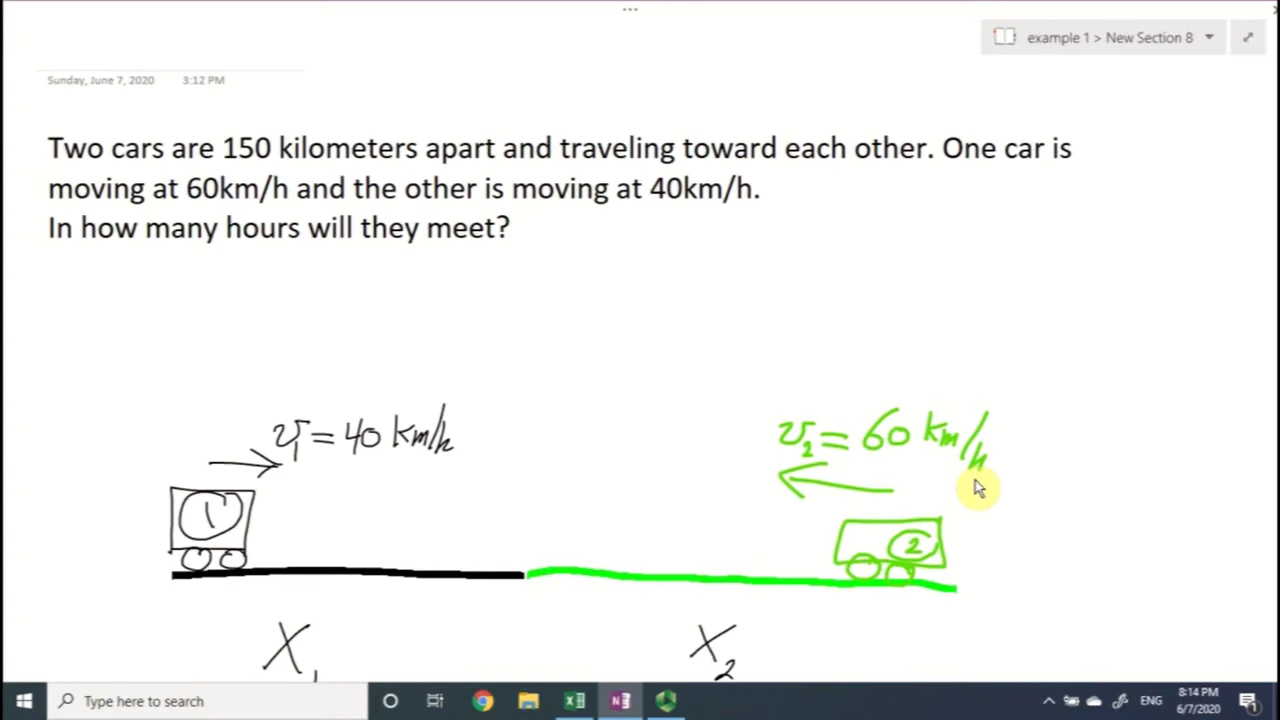 example 1 > New Section 8
Sunday, June 7, 2020 3:12 PM
Two cars are 150 kilometers apart and traveling toward each other. One car is
moving at 60km/h and the other is moving at 40km/h.
In how many hours will they meet?
v₁ = 40 km/h
v₂ = 60 km/h
1
2
X₁
X₂
Type here to search
ENG
8:14 PM
6/7/2020
1